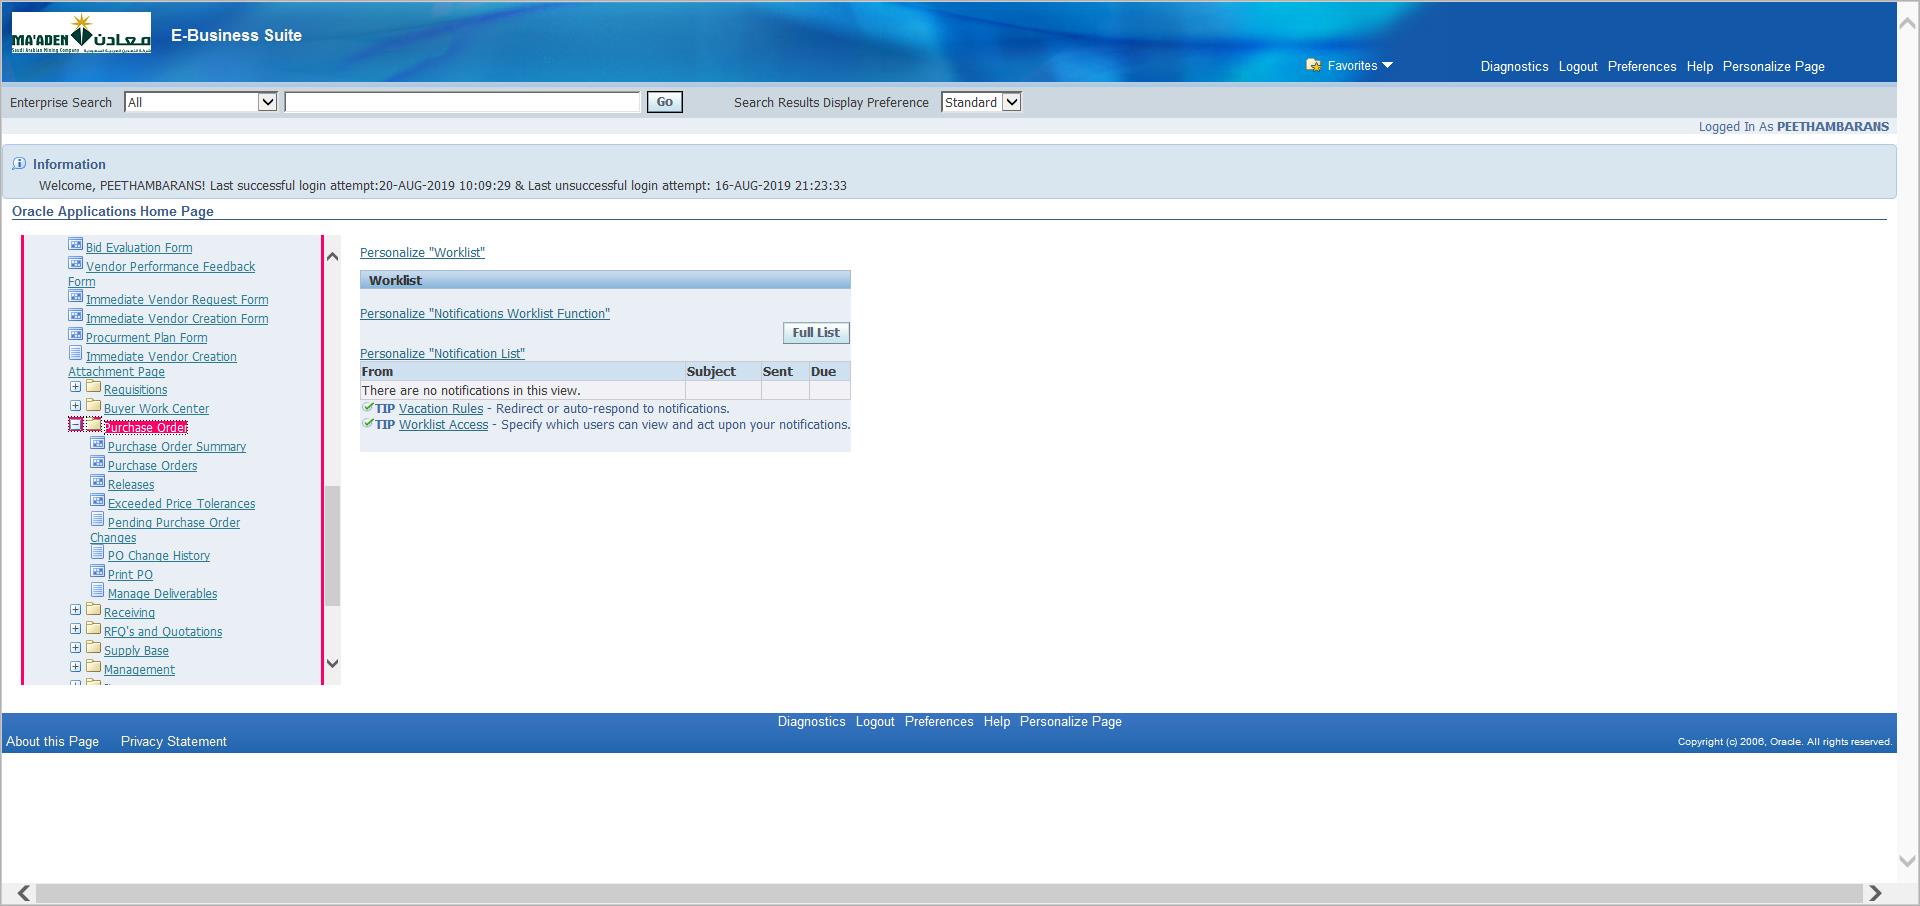 MA'ADEN معادن
Saudi Arabian Mining Company
E-Business Suite
Favorites
Diagnostics Logout Preferences Help Personalize Page
Enterprise Search All Go Search Results Display Preference Standard
Logged In As PEETHAMBARANS
Information
Welcome, PEETHAMBARANS! Last successful login attempt:20-AUG-2019 10:09:29 & Last unsuccessful login attempt: 16-AUG-2019 21:23:33
Oracle Applications Home Page
Bid Evaluation Form
Vendor Performance Feedback
Form
Immediate Vendor Request Form
Immediate Vendor Creation Form
Procurment Plan Form
Immediate Vendor Creation
Attachment Page
Requisitions
Buyer Work Center
Purchase Order
Purchase Order Summary
Purchase Orders
Releases
Exceeded Price Tolerances
Pending Purchase Order
Changes
PO Change History
Print PO
Manage Deliverables
Receiving
RFQ's and Quotations
Supply Base
Management
Personalize "Worklist"
Worklist
Personalize "Notifications Worklist Function"
Full List
Personalize "Notification List"
From Subject Sent Due
There are no notifications in this view.
TIP Vacation Rules - Redirect or auto-respond to notifications.
TIP Worklist Access - Specify which users can view and act upon your notifications.
Diagnostics Logout Preferences Help Personalize Page
About this Page Privacy Statement
Copyright (c) 2006, Oracle. All rights reserved.